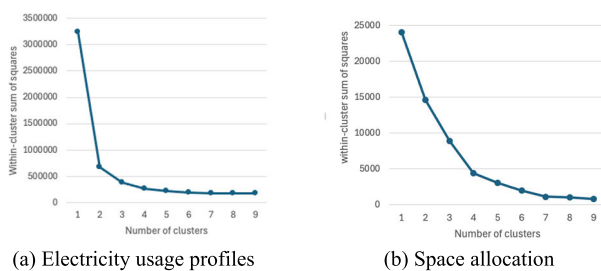 3500000
3000000
2500000
2000000
1500000
1000000
500000
0
Within-cluster sum of squares
1 2 3 4 5 6 7 8 9
Number of clusters
(a) Electricity usage profiles
25000
20000
15000
10000
5000
0
within-cluster sum of squares
1 2 3 4 5 6 7 8 9
Number of clusters
(b) Space allocation